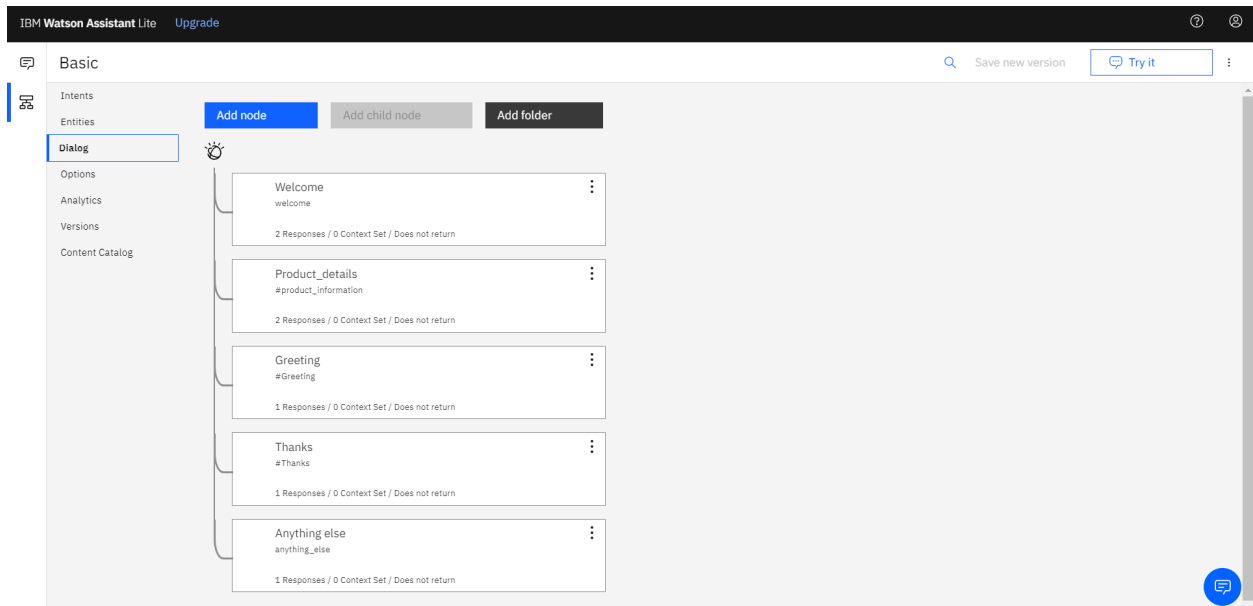 IBM Watson Assistant Lite Upgrade
Basic
Save new version
Try it
Intents
Entities
Dialog
Options
Analytics
Versions
Content Catalog
Add node
Add child node
Add folder
Welcome
welcome
2 Responses / 0 Context Set / Does not return
Product_details
#product_information
2 Responses / 0 Context Set / Does not return
Greeting
#Greeting
1 Responses / 0 Context Set / Does not return
Thanks
#Thanks
1 Responses / 0 Context Set / Does not return
Anything else
anything_else
1 Responses / 0 Context Set / Does not return